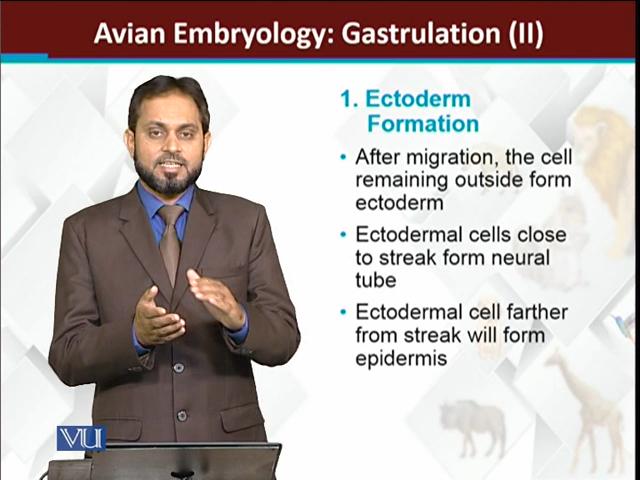 Avian Embryology: Gastrulation (II)
1. Ectoderm
Formation
• After migration, the cell
remaining outside form
ectoderm
• Ectodermal cells close
to streak form neural
tube
• Ectodermal cell farther
from streak will form
epidermis
VU